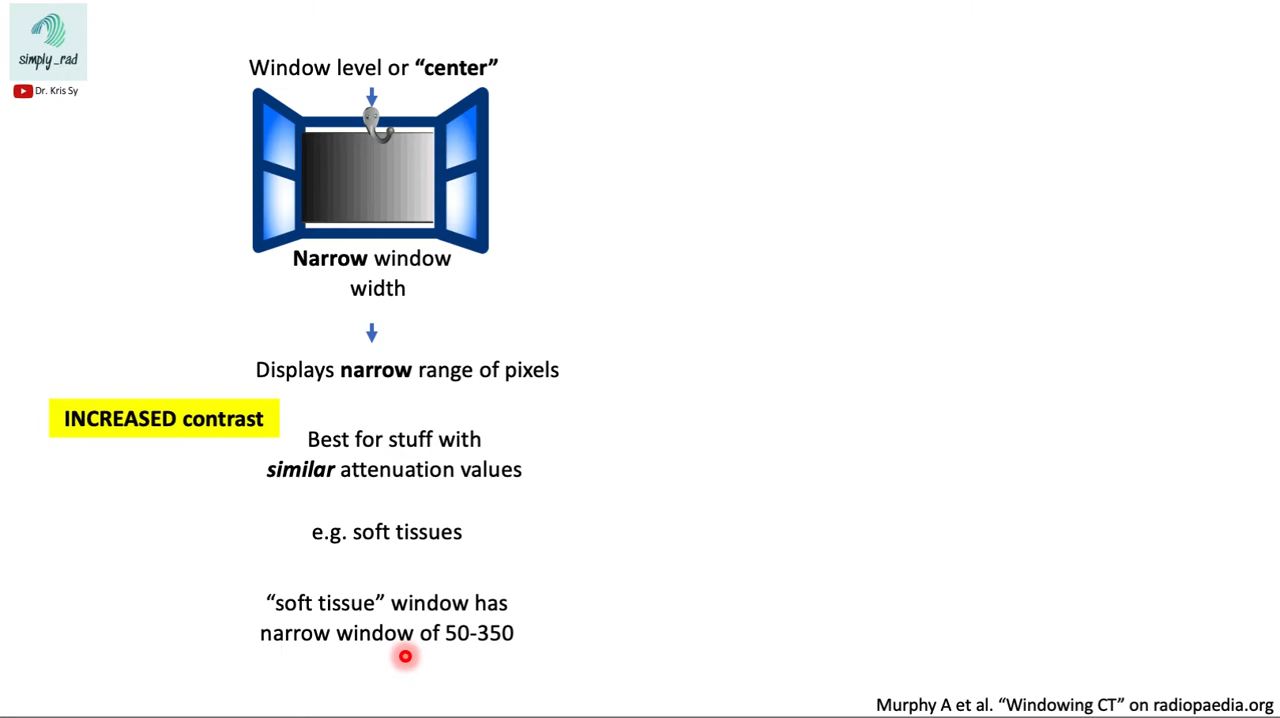 simply_rad
Dr. Kris Sy
Window level or “center”
Narrow window
width
Displays narrow range of pixels
INCREASED contrast
Best for stuff with
similar attenuation values
e.g. soft tissues
“soft tissue” window has
narrow window of 50-350
Murphy A et al. “Windowing CT” on radiopaedia.org